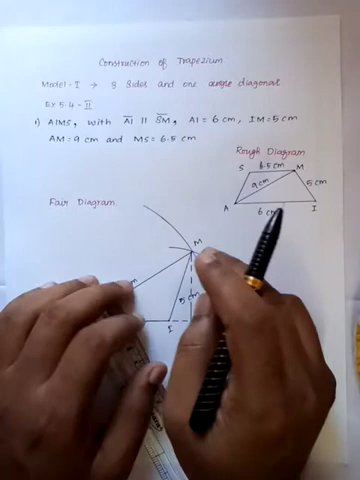 Construction of Trapezium
Model - I → 3 sides and one diagonal
Ex 5.4 - II
1) AIMS, with AI || SM, AI = 6 cm, IM = 5 cm
AM = 9 cm and MS = 6.5 cm
Rough Diagram
S 6.5 cm M
9 cm 5 cm
A I
6 cm
Fair Diagram
M
5 cm
I